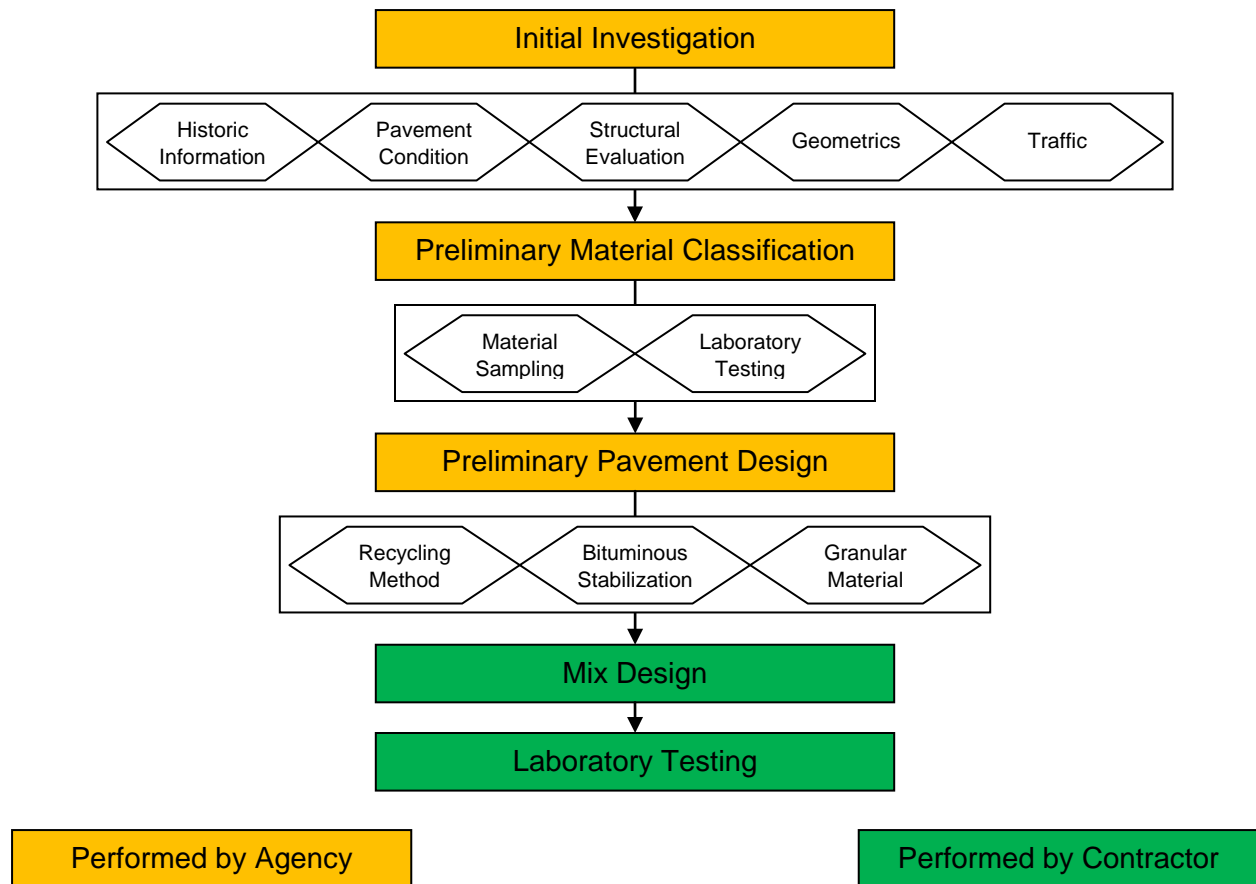 Initial Investigation
Historic
Information
Pavement
Condition
Structural
Evaluation
Geometrics
Traffic
Preliminary Material Classification
Material
Sampling
Laboratory
Testing
Preliminary Pavement Design
Recycling
Method
Bituminous
Stabilization
Granular
Material
Mix Design
Laboratory Testing
Performed by Agency
Performed by Contractor